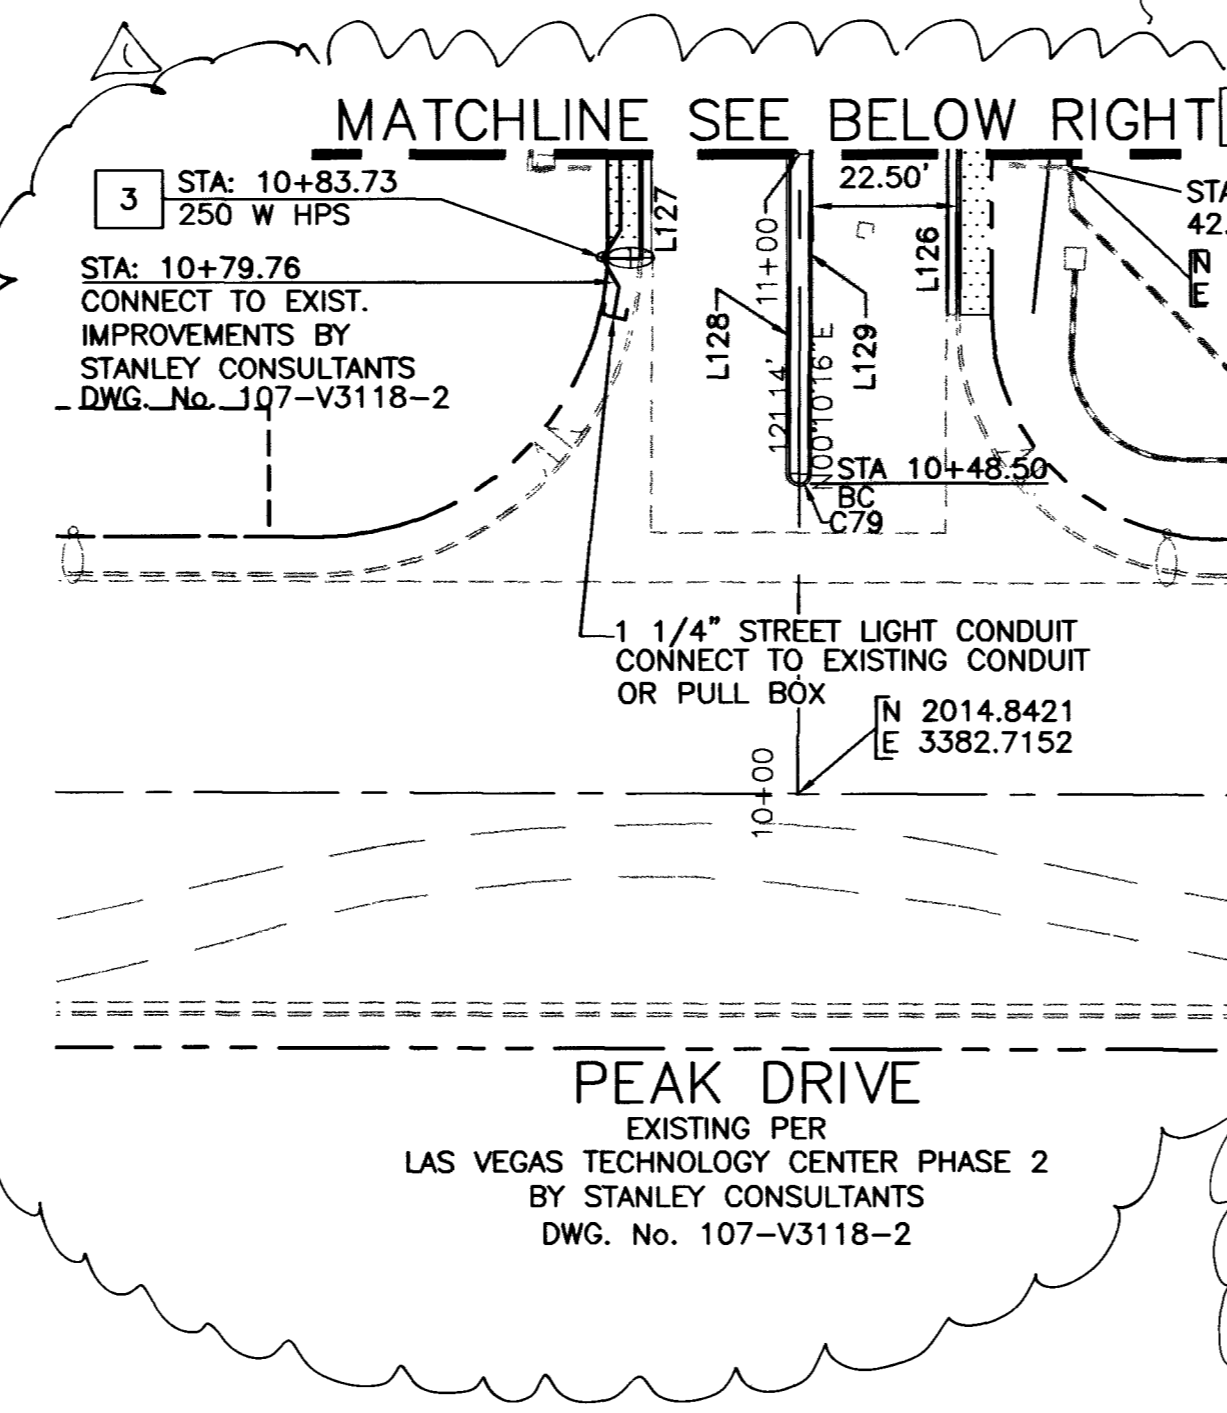 MATCHLINE SEE BELOW RIGHT
3
STA: 10+83.73
250 W HPS
STA: 10+79.76
CONNECT TO EXIST.
IMPROVEMENTS BY
STANLEY CONSULTANTS
DWG. No. 107-V3118-2
L127
22.50'
11+00
L126
L128
L129
121.14'
N00°10'16"E
STA 10+48.50
BC
C79
STA
42.
N
E
1 1/4" STREET LIGHT CONDUIT
CONNECT TO EXISTING CONDUIT
OR PULL BOX
N 2014.8421
E 3382.7152
10+00
PEAK DRIVE
EXISTING PER
LAS VEGAS TECHNOLOGY CENTER PHASE 2
BY STANLEY CONSULTANTS
DWG. No. 107-V3118-2